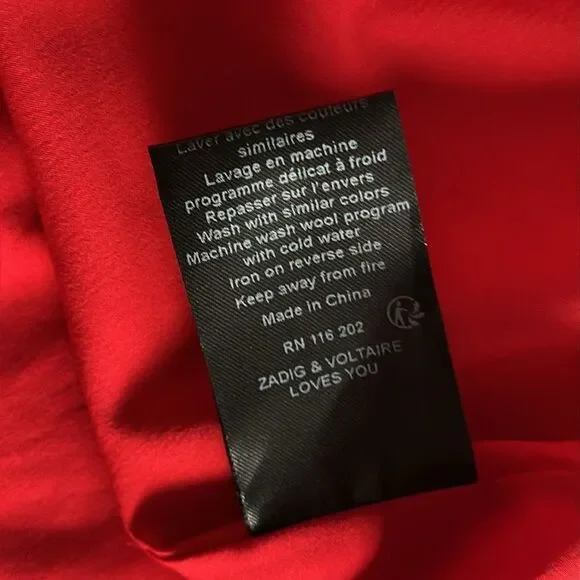 Laver avec des couleurs
similaires
Lavage en machine
programme délicat à froid
Repasser sur l'envers
Wash with similar colors
Machine wash wool program
with cold water
Iron on reverse side
Keep away from fire
Made in China
RN 116 202
ZADIG & VOLTAIRE
LOVES YOU